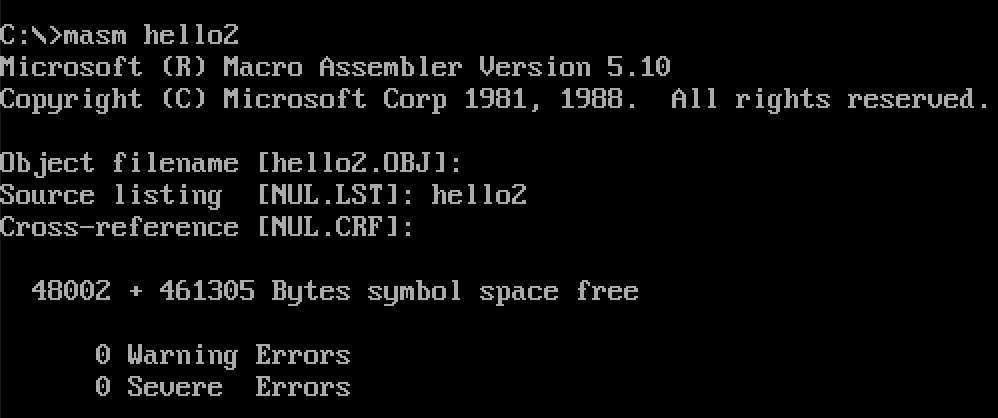 C:\>masm hello2
Microsoft (R) Macro Assembler Version 5.10
Copyright (C) Microsoft Corp 1981, 1988.  All rights reserved.
Object filename [hello2.OBJ]:
Source listing  [NUL.LST]: hello2
Cross-reference [NUL.CRF]:
  48002 + 461305 Bytes symbol space free
      0 Warning Errors
      0 Severe  Errors